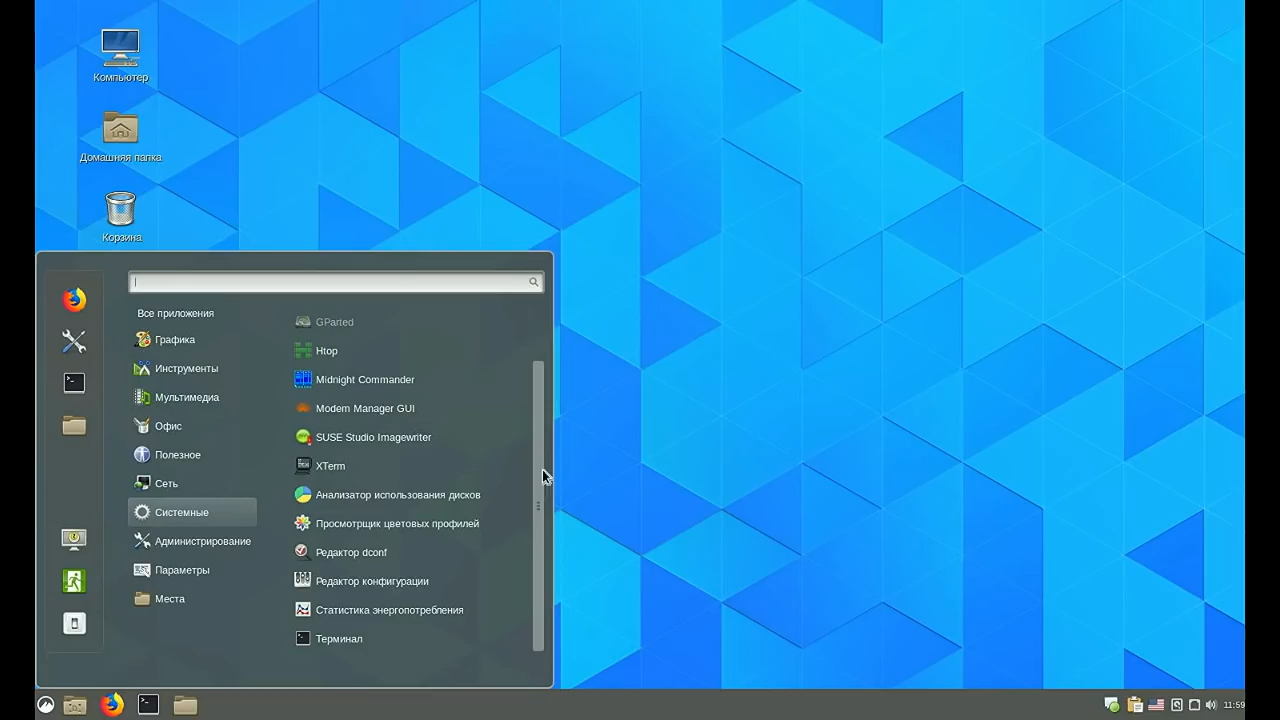 Компьютер
Домашняя папка
Корзина
Все приложения
Графика
Инструменты
Мультимедиа
Офис
Полезное
Сеть
Системные
Администрирование
Параметры
Места
GParted
Htop
Midnight Commander
Modem Manager GUI
SUSE Studio Imagewriter
XTerm
Анализатор использования дисков
Просмотрщик цветовых профилей
Редактор dconf
Редактор конфигурации
Статистика энергопотребления
Терминал
11:59